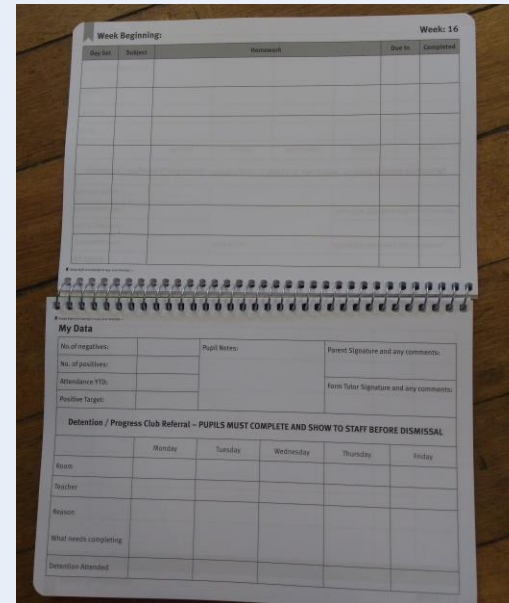 Week Beginning: Week: 16
Day Set Subject Homework Due to Completed
My Data
No.of negatives: Pupil Notes: Parent Signature and any comments:
No. of positives:
Attendance YTD: Form Tutor Signature and any comments:
Positive Target:
Detention / Progress Club Referral – PUPILS MUST COMPLETE AND SHOW TO STAFF BEFORE DISMISSAL
Monday Tuesday Wednesday Thursday Friday
Room
Teacher
Reason
What needs completing
Detention Attended